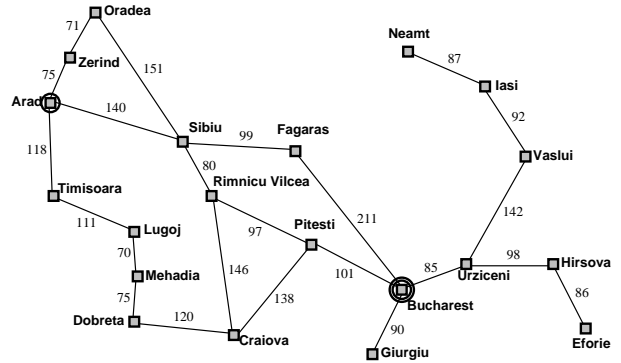 Oradea
71
Neamt
Zerind
87
75
151
Iasi
Arad
140
92
Sibiu
99
Fagaras
118
Vaslui
80
Timisoara
Rimnicu Vilcea
111
Lugoj
97
Pitesti
211
142
70
98
Hirsova
Mehadia
146
101
85
Urziceni
75
138
86
Bucharest
Dobreta
120
90
Craiova
Eforie
Giurgiu